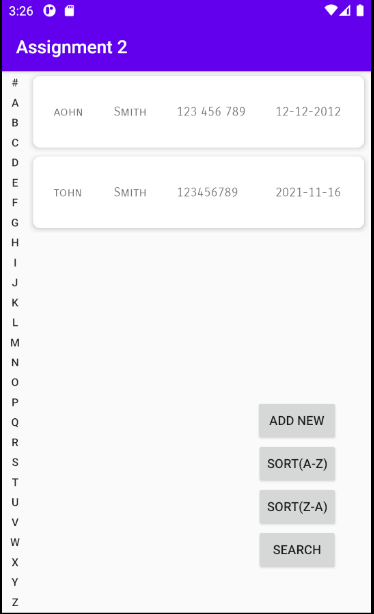 3:26
Assignment 2
#
A
B
C
D
E
F
G
H
I
J
K
L
M
N
O
P
Q
R
S
T
U
V
W
X
Y
Z
AOHN SMITH 123 456 789 12-12-2012
TOHN SMITH 123456789 2021-11-16
ADD NEW
SORT(A-Z)
SORT(Z-A)
SEARCH